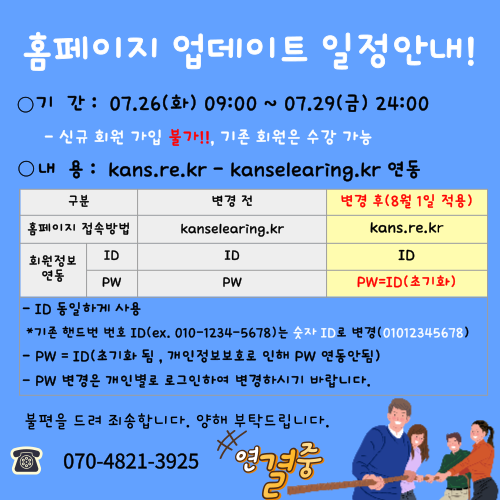 홈페이지 업데이트 일정안내!
○기 간 : 07.26(화) 09:00 ~ 07.29(금) 24:00
- 신규 회원 가입 불가!!, 기존 회원은 수강 가능
○내 용 : kans.re.kr - kanselearing.kr 연동
구분 변경 전 변경 후(8월 1일 적용)
홈페이지 접속방법 kanselearing.kr kans.re.kr
회원정보 연동 ID ID ID
PW PW PW=ID(초기화)
- ID 동일하게 사용
*기존 핸드번 번호 ID(ex. 010-1234-5678)는 숫자 ID로 변경(01012345678)
- PW = ID(초기화 됨 , 개인정보보호로 인해 PW 연동안됨)
- PW 변경은 개인별로 로그인하여 변경하시기 바랍니다.
불편을 드려 죄송합니다. 양해 부탁드립니다.
070-4821-3925
연결중